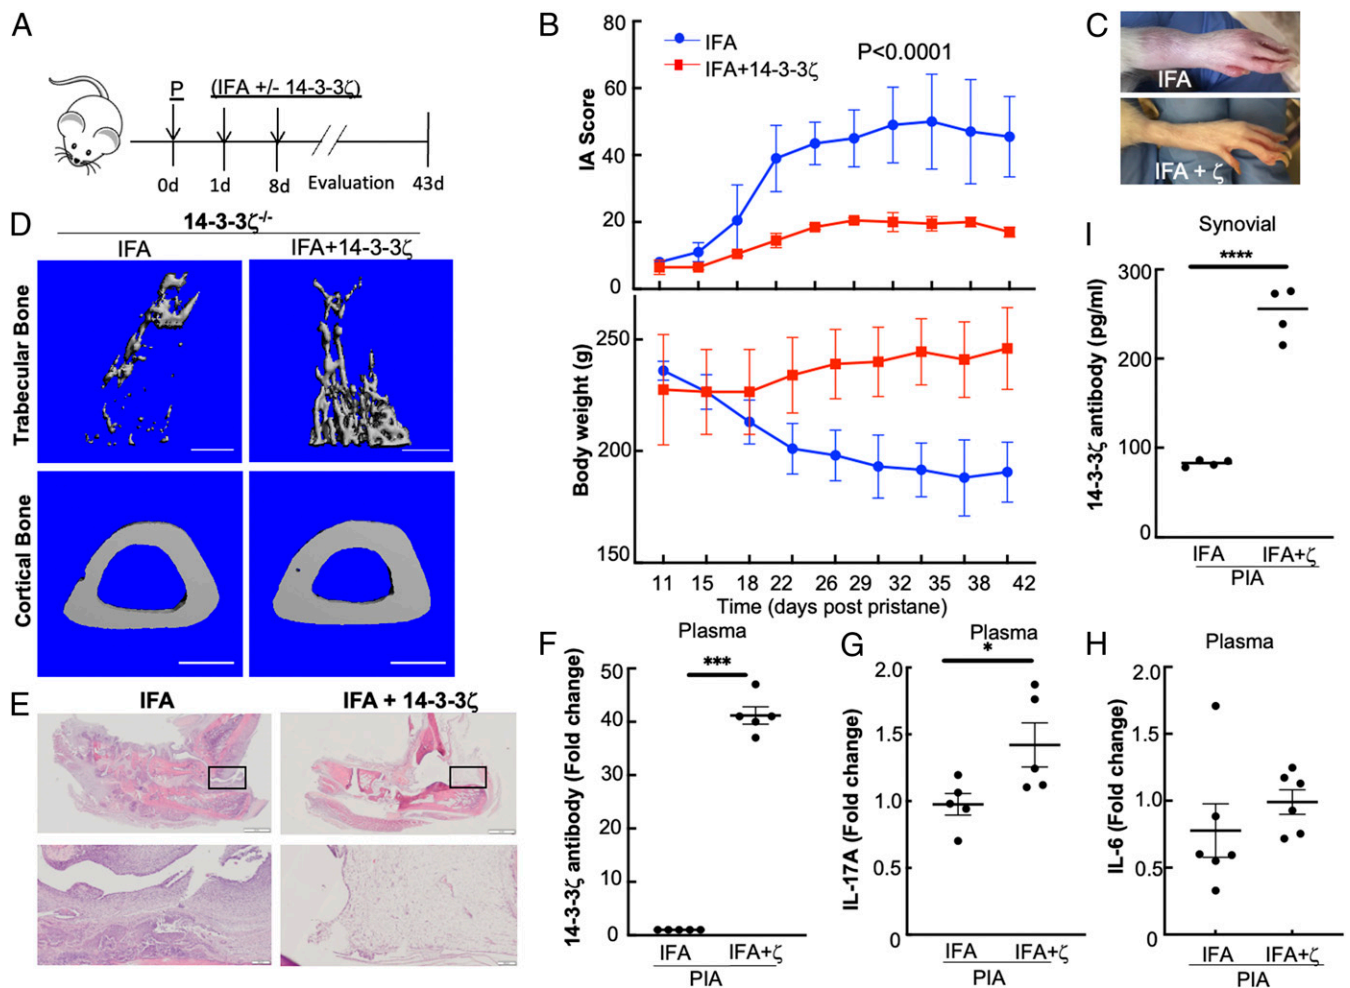 A
P
(IFA +/- 14-3-3ζ)
0d 1d 8d Evaluation 43d
B
80
60
40
20
0
IA Score
IFA
IFA+14-3-3ζ
P<0.0001
250
200
150
Body weight (g)
11 15 18 22 26 29 32 35 38 42
Time (days post pristane)
C
IFA
IFA + ζ
D
14-3-3ζ-/-
IFA IFA+14-3-3ζ
Trabecular Bone
Cortical Bone
E
IFA IFA + 14-3-3ζ
F
Plasma
***
50
40
30
20
10
0
14-3-3ζ antibody (Fold change)
IFA IFA+ζ
PIA
G
Plasma
*
2.0
1.5
1.0
0.5
0
IL-17A (Fold change)
IFA IFA+ζ
PIA
H
Plasma
2.0
1.5
1.0
0.5
0
IL-6 (Fold change)
IFA IFA+ζ
PIA
I
Synovial
****
300
200
100
0
14-3-3ζ antibody (pg/ml)
IFA IFA+ζ
PIA